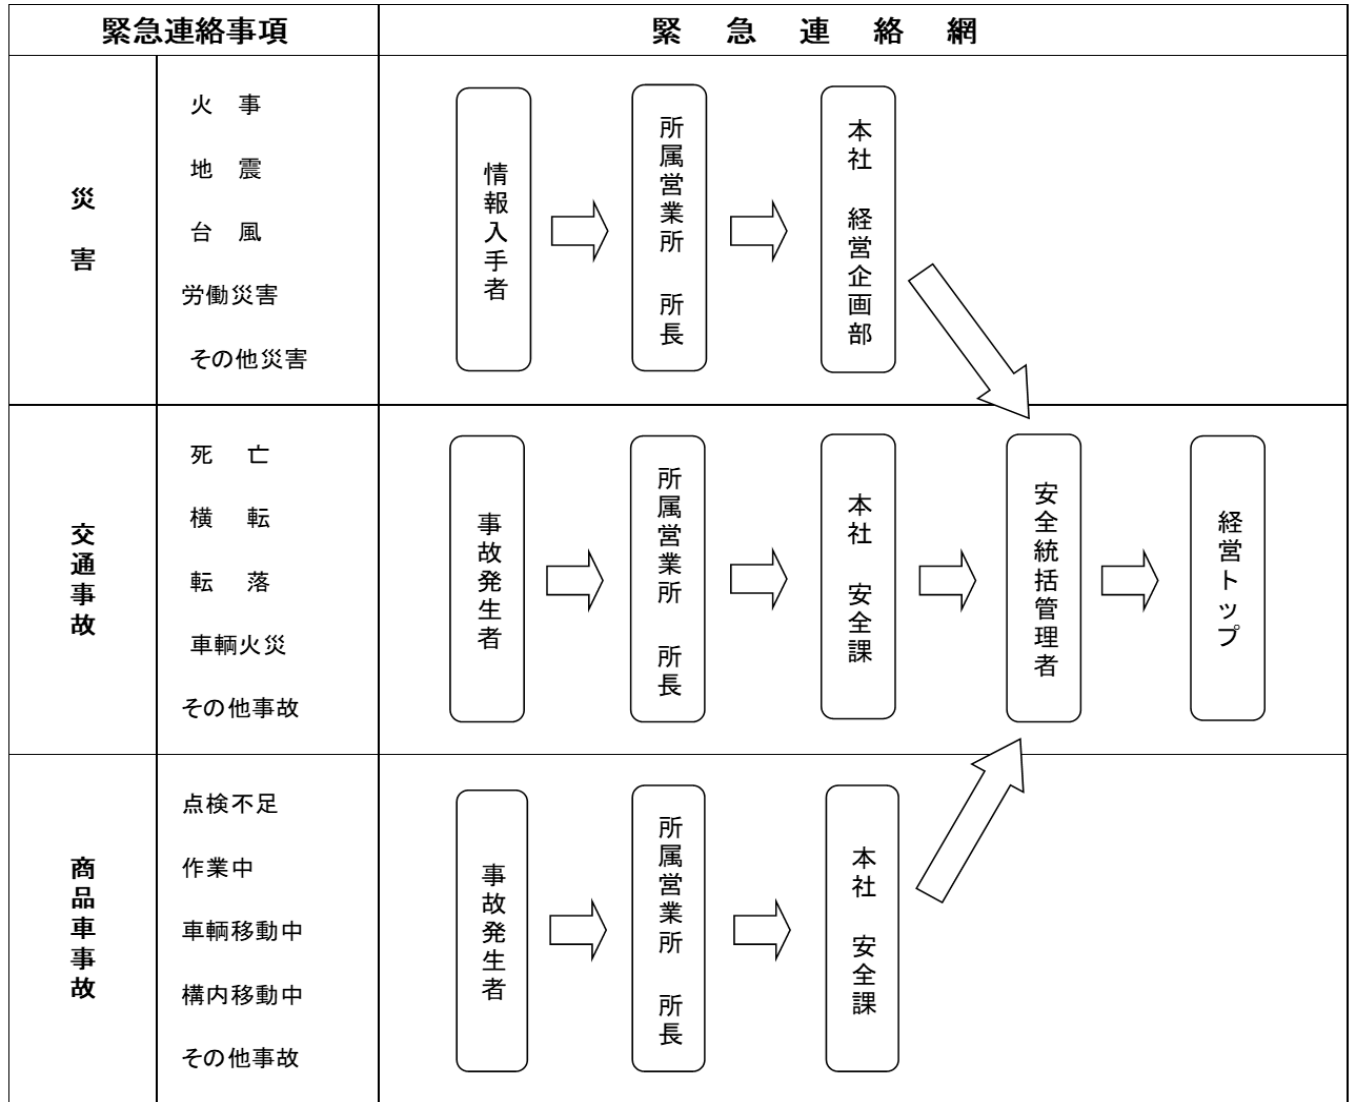 緊急連絡事項
緊急連絡網
災害
火事
地震
台風
労働災害
その他災害
情報入手者
所属営業所 所長
本社 経営企画部
交通事故
死亡
横転
転落
車輌火災
その他事故
事故発生者
所属営業所 所長
本社 安全課
安全統括管理者
経営トップ
商品車事故
点検不足
作業中
車輌移動中
構内移動中
その他事故
事故発生者
所属営業所 所長
本社 安全課